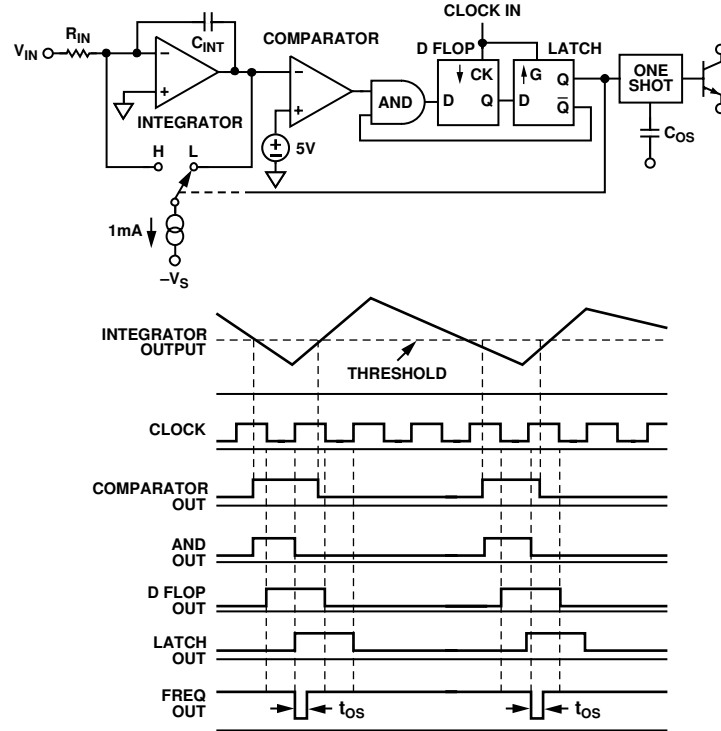 CLOCK IN
V_IN R_IN C_INT COMPARATOR D FLOP LATCH
– + INTEGRATOR
– +
AND
↓ CK
D Q
↑ G Q
D Q̅
ONE
SHOT
C_OS
5V
H L
1mA
–V_S
INTEGRATOR
OUTPUT
THRESHOLD
CLOCK
COMPARATOR
OUT
AND
OUT
D FLOP
OUT
LATCH
OUT
FREQ
OUT
t_OS t_OS